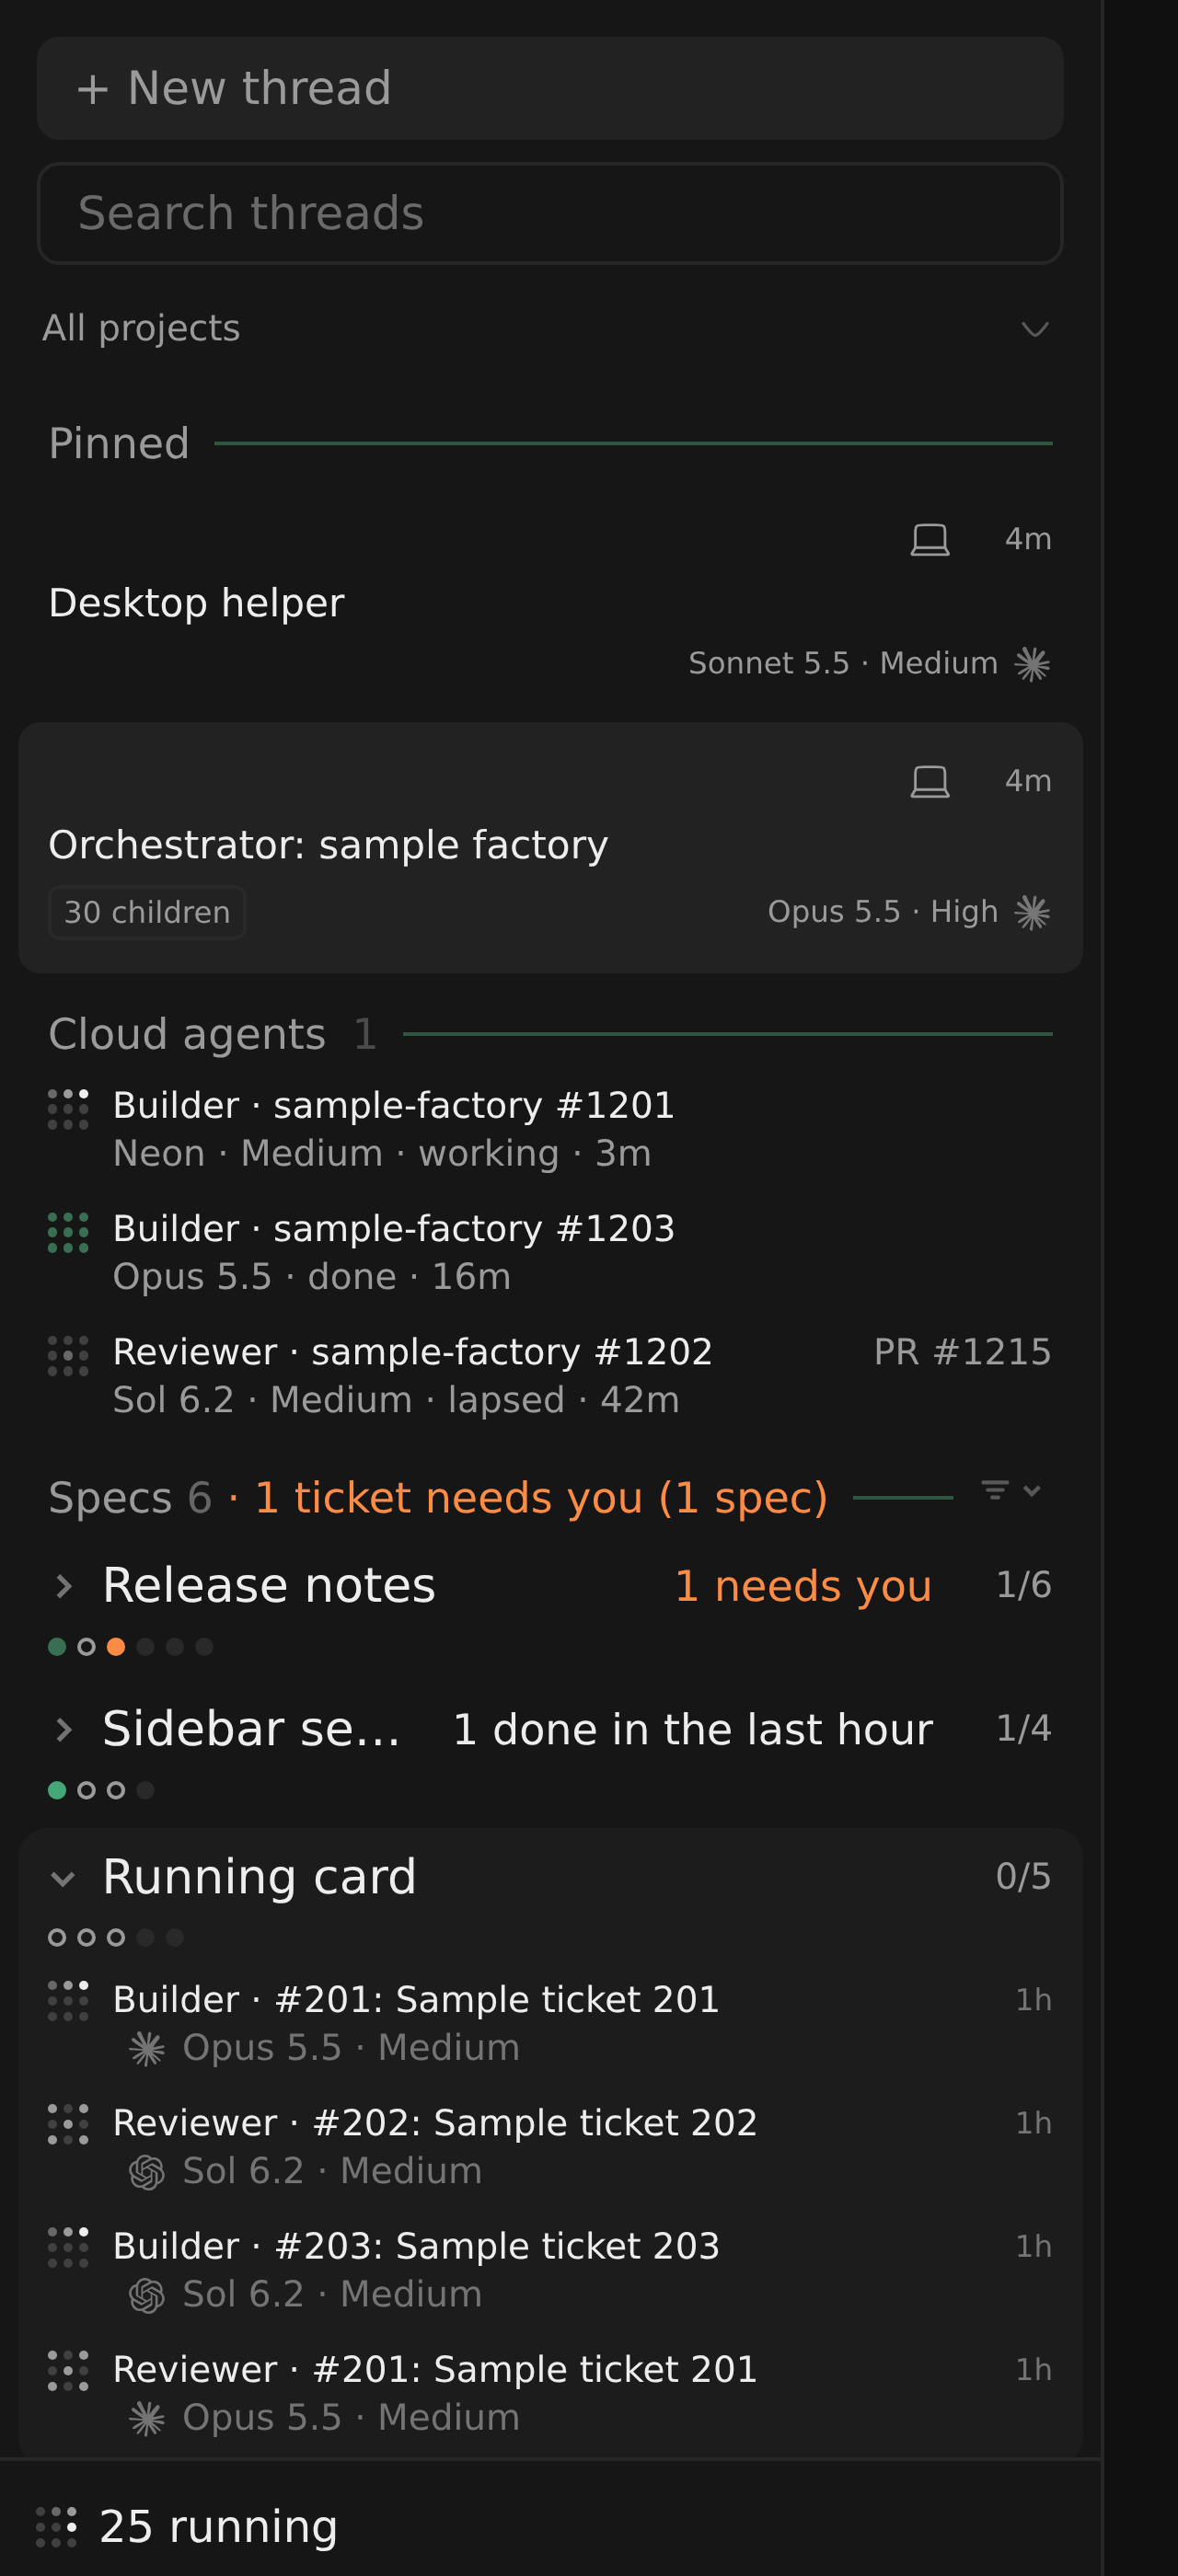 + New thread
Search threads
All projects
Pinned
4m
Desktop helper
Sonnet 5.5 · Medium
4m
Orchestrator: sample factory
30 children
Opus 5.5 · High
Cloud agents 1
Builder · sample-factory #1201
Neon · Medium · working · 3m
Builder · sample-factory #1203
Opus 5.5 · done · 16m
Reviewer · sample-factory #1202 PR #1215
Sol 6.2 · Medium · lapsed · 42m
Specs 6 · 1 ticket needs you (1 spec)
Release notes 1 needs you 1/6
Sidebar se... 1 done in the last hour 1/4
Running card 0/5
Builder · #201: Sample ticket 201 1h
Opus 5.5 · Medium
Reviewer · #202: Sample ticket 202 1h
Sol 6.2 · Medium
Builder · #203: Sample ticket 203 1h
Sol 6.2 · Medium
Reviewer · #201: Sample ticket 201 1h
Opus 5.5 · Medium
25 running